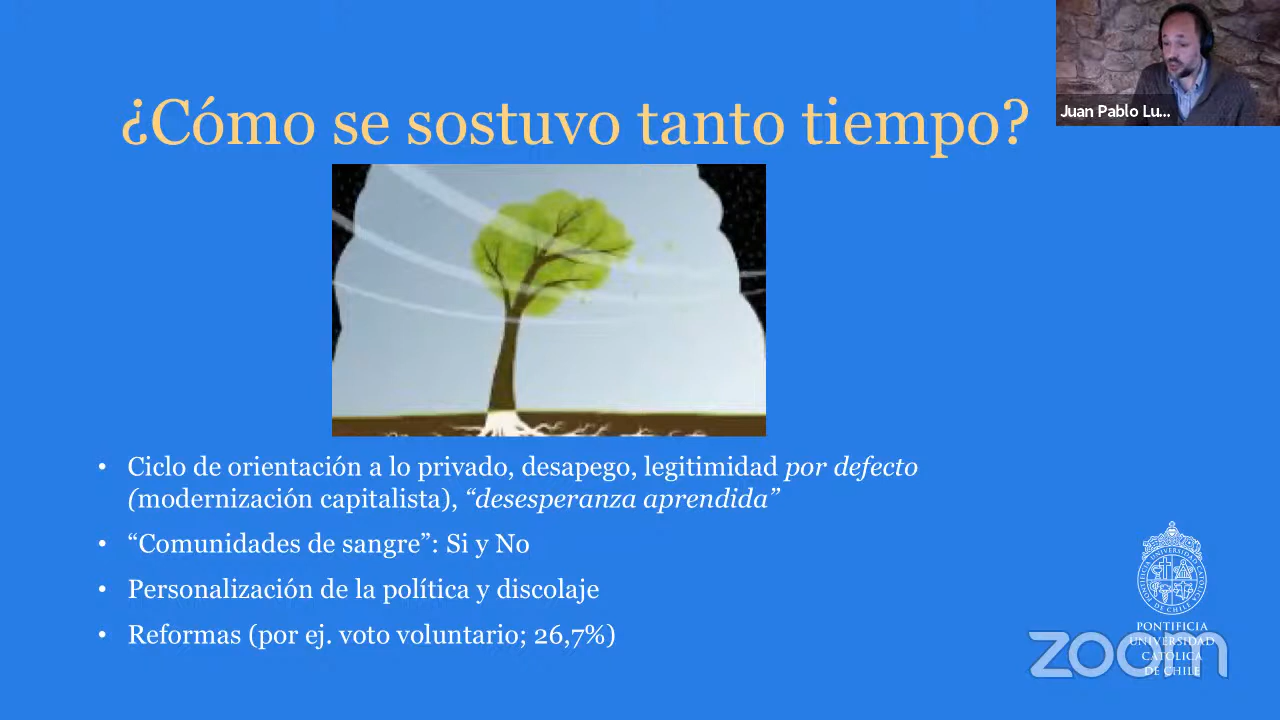 Juan Pablo Lu...
¿Cómo se sostuvo tanto tiempo?
• Ciclo de orientación a lo privado, desapego, legitimidad por defecto
(modernización capitalista), “desesperanza aprendida”
• “Comunidades de sangre”: Si y No
• Personalización de la política y discolaje
• Reformas (por ej. voto voluntario; 26,7%)
PONTIFICIA
UNIVERSIDAD
CATÓLICA
DE CHILE
zoom